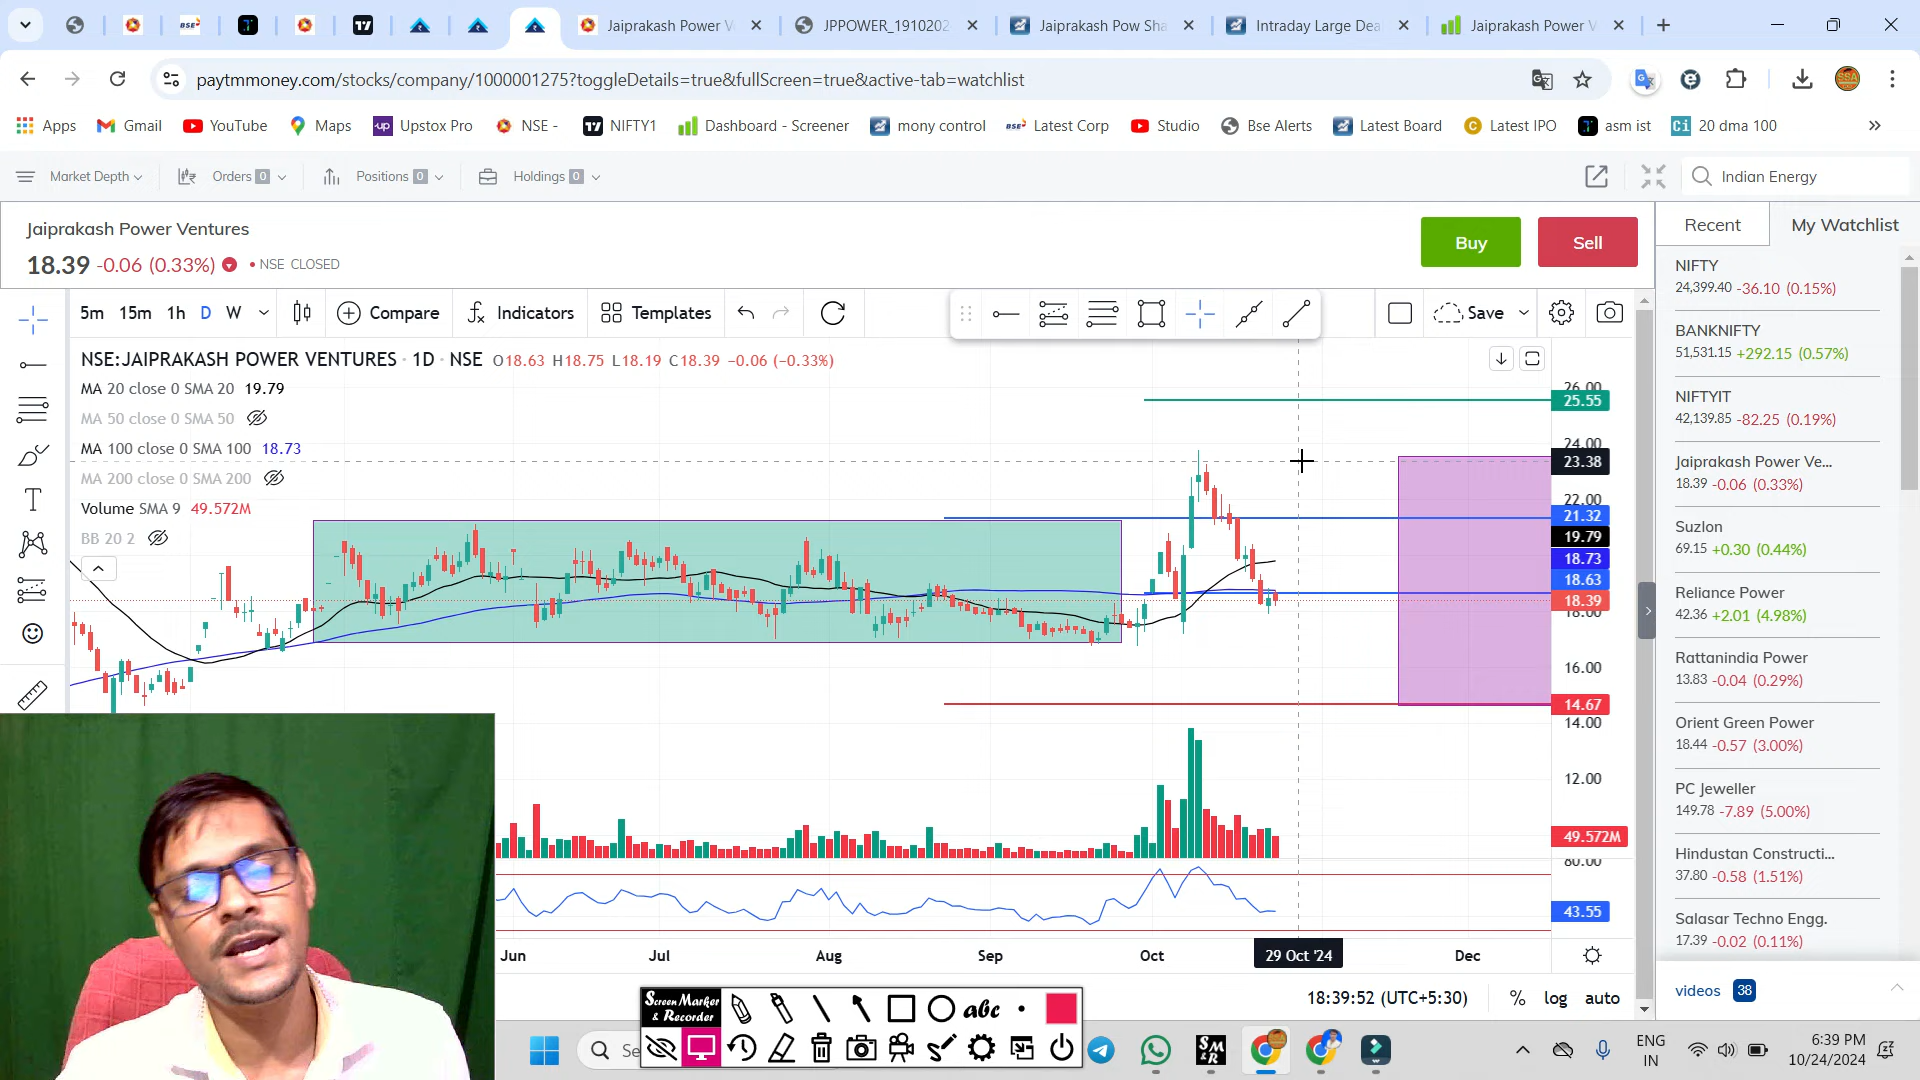 Jaiprakash Power V
JPPOWER_1910202
Jaiprakash Pow Sha
Intraday Large Dea
Jaiprakash Power V
paytmmoney.com/stocks/company/1000001275?toggleDetails=true&fullScreen=true&active-tab=watchlist
Apps
Gmail
YouTube
Maps
up Upstox Pro
NSE -
NIFTY1
Dashboard - Screener
mony control
BSE Latest Corp
Studio
Bse Alerts
Latest Board
Latest IPO
asm ist
Ci 20 dma 100
Market Depth
Orders 0
Positions 0
Holdings 0
Indian Energy
Jaiprakash Power Ventures
18.39 -0.06 (0.33%) • NSE CLOSED
Buy
Sell
Recent
My Watchlist
5m 15m 1h D W
Compare
Indicators
Templates
Save
NSE:JAIPRAKASH POWER VENTURES · 1D · NSE O18.63 H18.75 L18.19 C18.39 −0.06 (−0.33%)
MA 20 close 0 SMA 20 19.79
MA 50 close 0 SMA 50
MA 100 close 0 SMA 100 18.73
MA 200 close 0 SMA 200
Volume SMA 9 49.572M
BB 20 2
26.00
25.55
24.00
23.38
22.00
21.32
19.79
18.73
18.63
18.39
18.00
16.00
14.67
14.00
12.00
49.572M
80.00
43.55
Jun
Jul
Aug
Sep
Oct
29 Oct '24
Dec
18:39:52 (UTC+5:30)
% log auto
NIFTY
24,399.40 -36.10 (0.15%)
BANKNIFTY
51,531.15 +292.15 (0.57%)
NIFTYIT
42,139.85 -82.25 (0.19%)
Jaiprakash Power Ve...
18.39 -0.06 (0.33%)
Suzlon
69.15 +0.30 (0.44%)
Reliance Power
42.36 +2.01 (4.98%)
Rattanindia Power
13.83 -0.04 (0.29%)
Orient Green Power
18.44 -0.57 (3.00%)
PC Jeweller
149.78 -7.89 (5.00%)
Hindustan Constructi...
37.80 -0.58 (1.51%)
Salasar Techno Engg.
17.39 -0.02 (0.11%)
videos 38
Screen Marker
& Recorder
abc
Se
SM
&R
ENG
IN
6:39 PM
10/24/2024